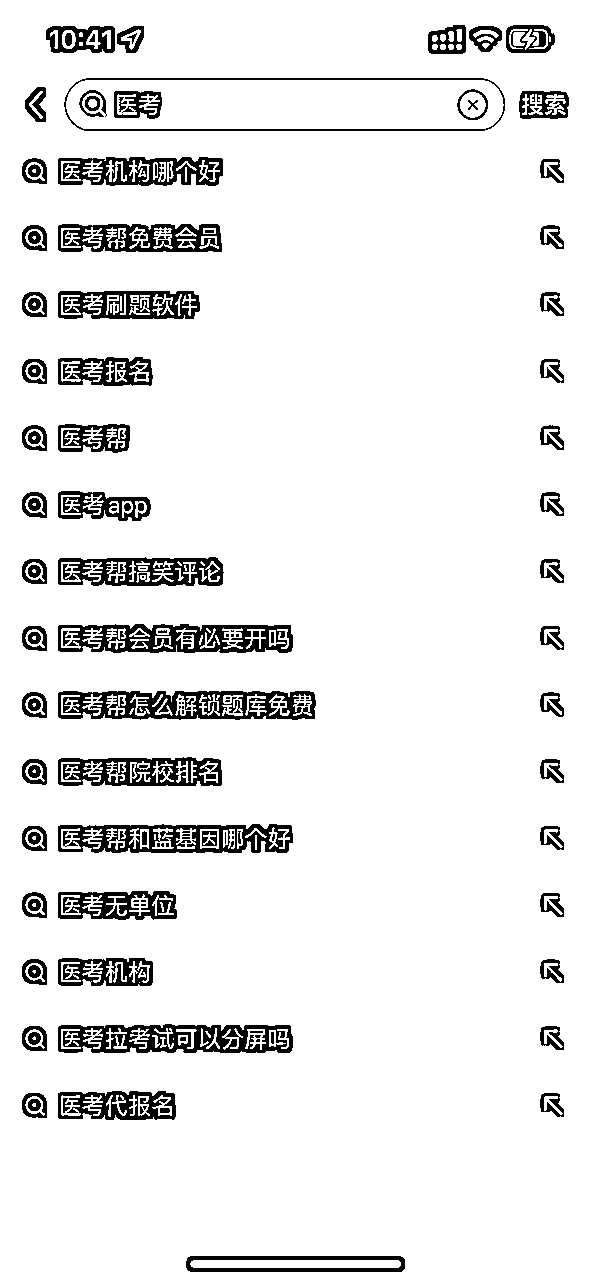 10:41
医考
搜索
医考机构哪个好
医考帮免费会员
医考刷题软件
医考报名
医考帮
医考app
医考帮搞笑评论
医考帮会员有必要开吗
医考帮怎么解锁题库免费
医考帮院校排名
医考帮和蓝基因哪个好
医考无单位
医考机构
医考拉考试可以分屏吗
医考代报名